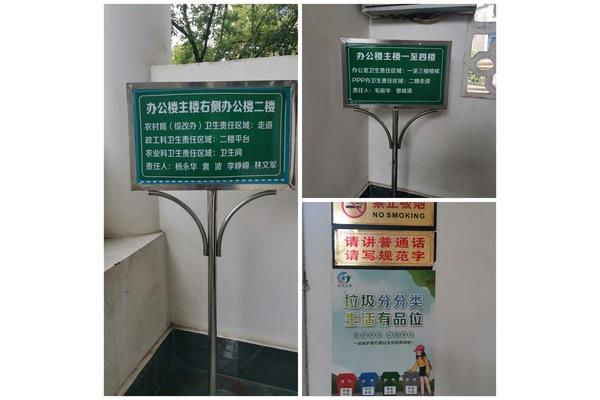 办公楼主楼右侧办公楼二楼
农村局（综改办）卫生责任区域：走道
政工科卫生责任区域：二楼平台
农业科卫生责任区域：卫生间
责任人：杨永华 袁 波 李峥嵘 林文军
办公楼主楼一至四楼
办公室卫生责任区域：一至三楼楼梯
PPP办卫生责任区域：二楼走道
责任人：毛丽华 曾晓清
禁止吸烟
NO SMOKING
请讲普通话
请写规范字
垃圾分分类
生活有品位